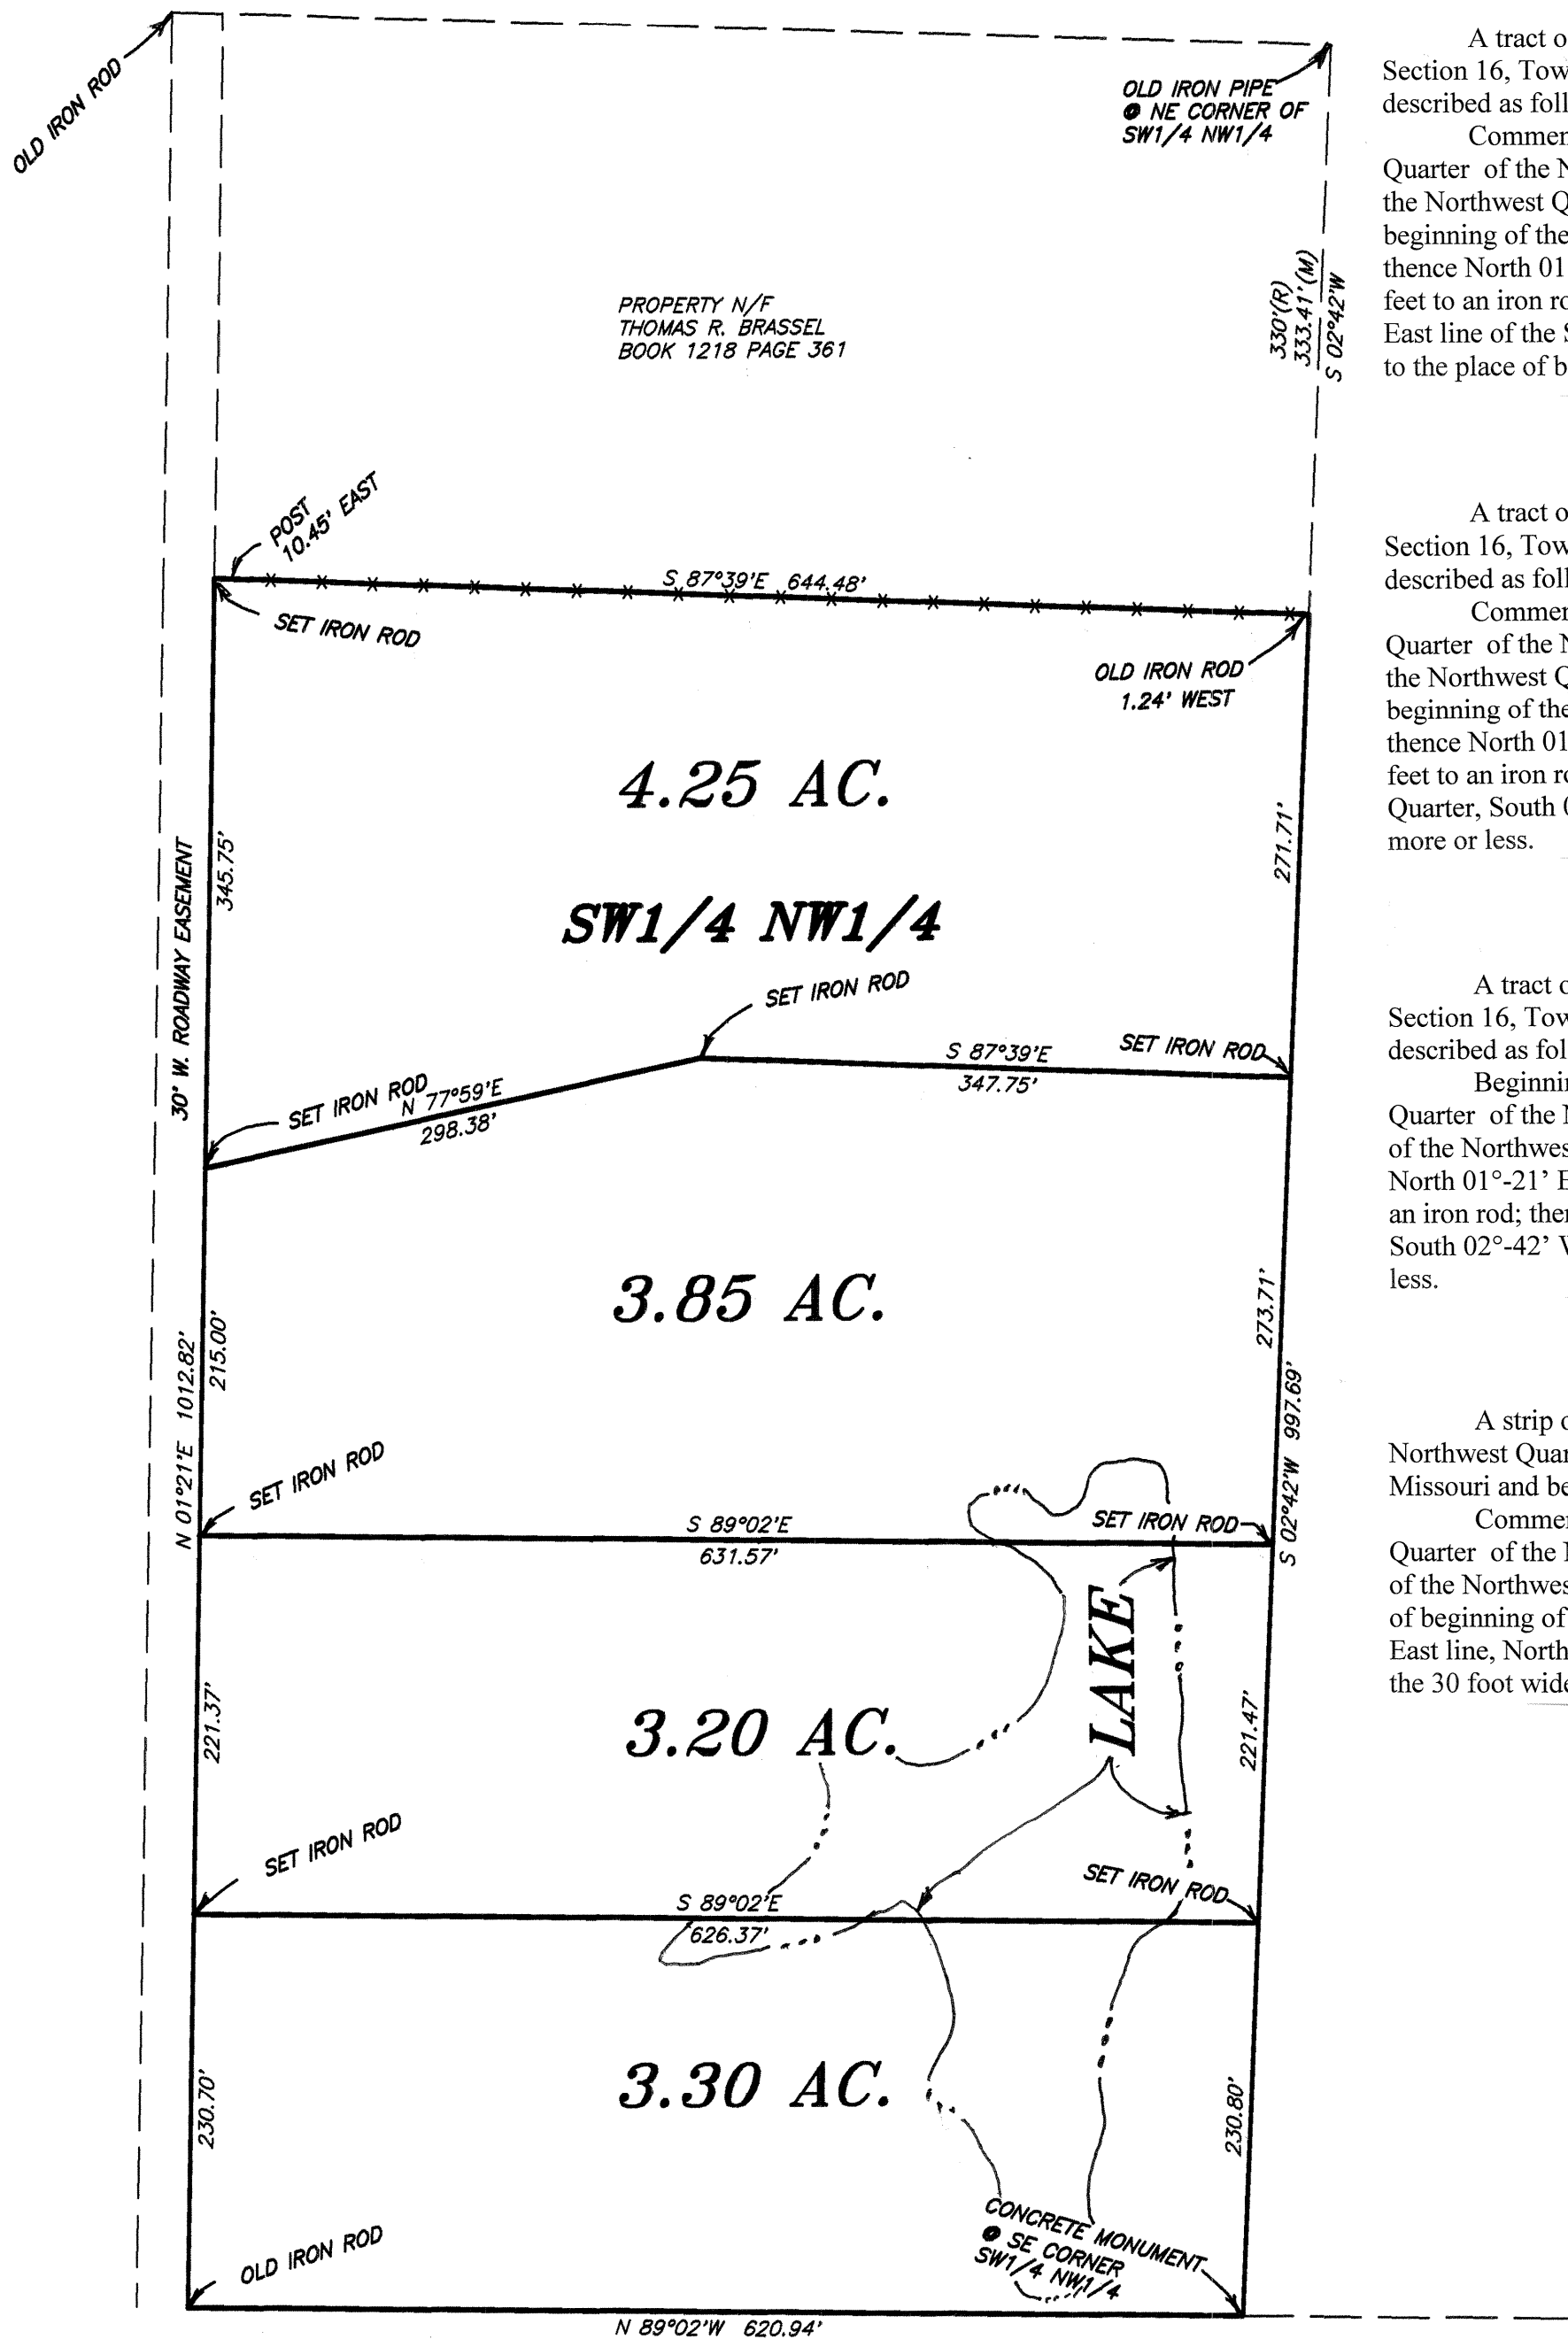 OLD IRON ROD
OLD IRON PIPE
@ NE CORNER OF
SW1/4 NW1/4
PROPERTY N/F
THOMAS R. BRASSEL
BOOK 1218 PAGE 361
330'(R)
333.41'(M)
S 02°42'W
POST
10.45' EAST
S 87°39'E 644.48'
SET IRON ROD
OLD IRON ROD
1.24' WEST
4.25 AC.
345.75'
271.71'
SW1/4 NW1/4
30' W. ROADWAY EASEMENT
SET IRON ROD
S 87°39'E
347.75'
SET IRON ROD
SET IRON ROD
N 77°59'E
298.38'
3.85 AC.
215.00'
273.71'
N 01°21'E 1012.82'
S 02°42'W 997.69'
SET IRON ROD
S 89°02'E
631.57'
SET IRON ROD
LAKE
3.20 AC.
221.37'
221.47'
SET IRON ROD
S 89°02'E
626.37'
SET IRON ROD
3.30 AC.
230.70'
230.80'
OLD IRON ROD
CONCRETE MONUMENT
@ SE CORNER
SW1/4 NW1/4
N 89°02'W 620.94'
A tract o
Section 16, Tow
described as foll
Commen
Quarter of the N
the Northwest Q
beginning of the
thence North 01
feet to an iron ro
East line of the S
to the place of b
A tract o
Section 16, Tow
described as foll
Commen
Quarter of the N
the Northwest Q
beginning of the
thence North 01
feet to an iron ro
Quarter, South 0
more or less.
A tract o
Section 16, Tow
described as foll
Beginnin
Quarter of the N
of the Northwes
North 01°-21' E
an iron rod; then
South 02°-42' W
less.
A strip o
Northwest Quar
Missouri and be
Commen
Quarter of the N
of the Northwes
of beginning of
East line, North
the 30 foot wide